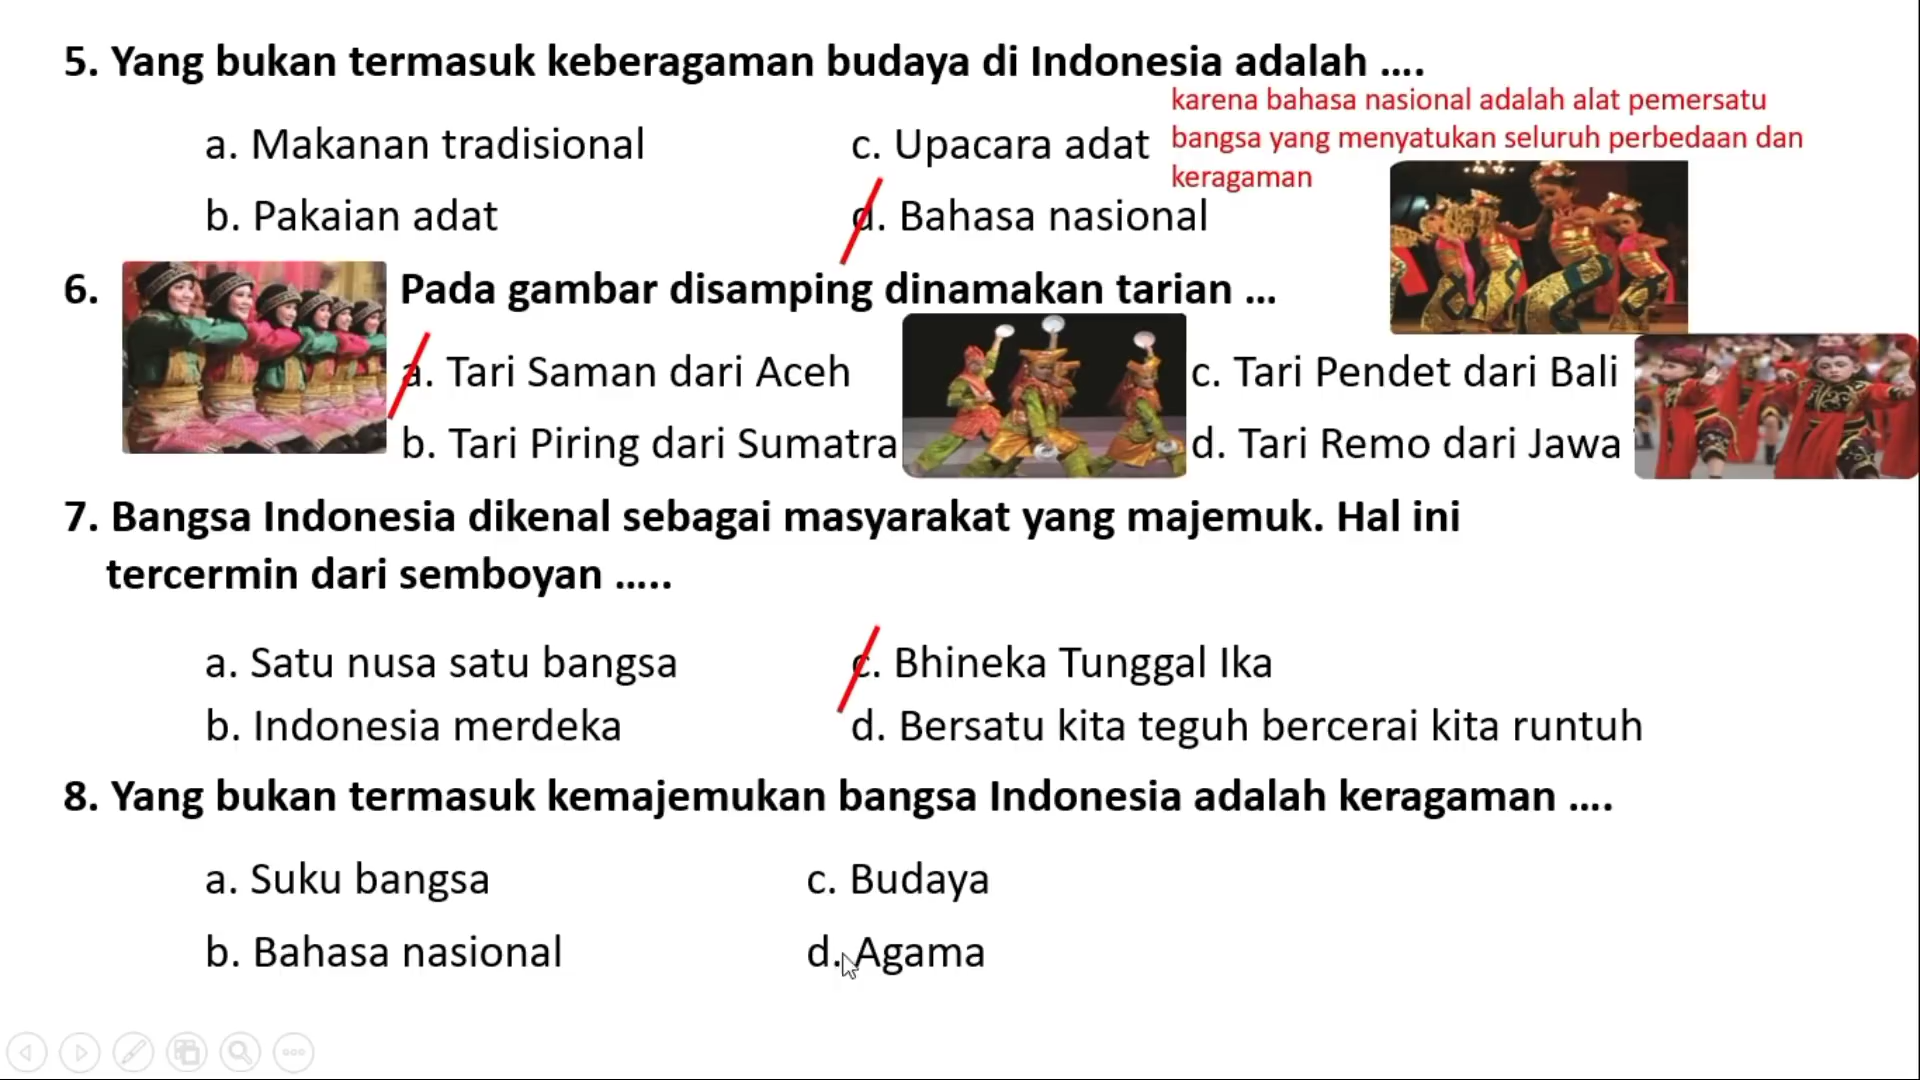 5. Yang bukan termasuk keberagaman budaya di Indonesia adalah ....
karena bahasa nasional adalah alat pemersatu
bangsa yang menyatukan seluruh perbedaan dan
keragaman
a. Makanan tradisional
c. Upacara adat
b. Pakaian adat
d. Bahasa nasional
6. Pada gambar disamping dinamakan tarian ...
a. Tari Saman dari Aceh
c. Tari Pendet dari Bali
b. Tari Piring dari Sumatra
d. Tari Remo dari Jawa
7. Bangsa Indonesia dikenal sebagai masyarakat yang majemuk. Hal ini
tercermin dari semboyan .....
a. Satu nusa satu bangsa
c. Bhineka Tunggal Ika
b. Indonesia merdeka
d. Bersatu kita teguh bercerai kita runtuh
8. Yang bukan termasuk kemajemukan bangsa Indonesia adalah keragaman ....
a. Suku bangsa
c. Budaya
b. Bahasa nasional
d. Agama